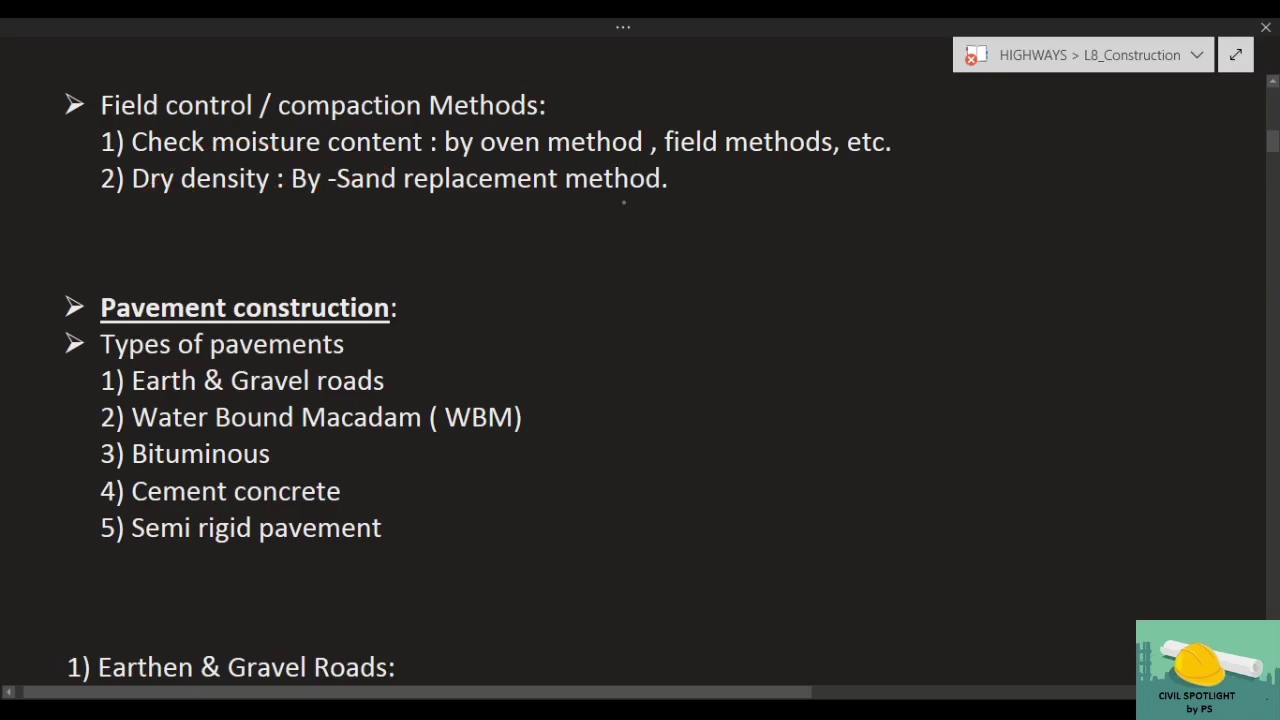 HIGHWAYS > L8_Construction
➢ Field control / compaction Methods:
1) Check moisture content : by oven method , field methods, etc.
2) Dry density : By -Sand replacement method.
➢ Pavement construction:
➢ Types of pavements
1) Earth & Gravel roads
2) Water Bound Macadam ( WBM)
3) Bituminous
4) Cement concrete
5) Semi rigid pavement
1) Earthen & Gravel Roads:
CIVIL SPOTLIGHT
by PS